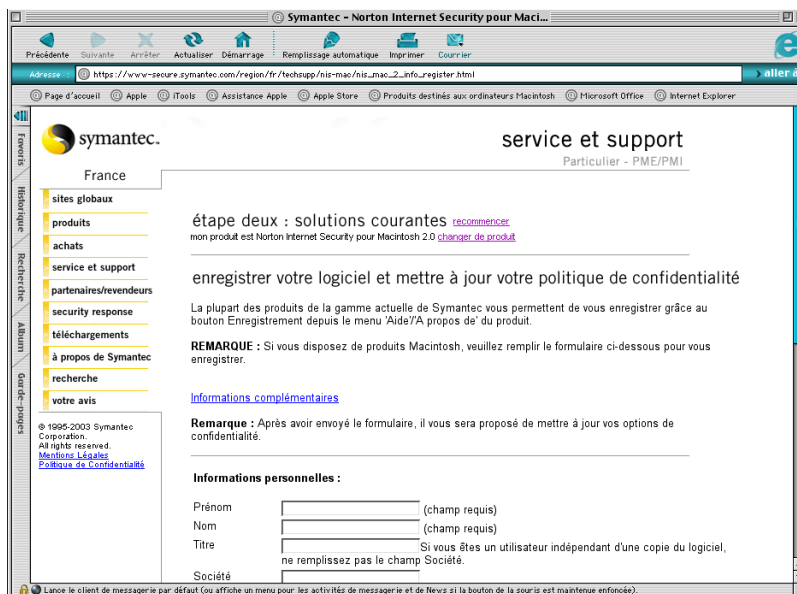 Symantec - Norton Internet Security pour Maci...
Précédente Suivante Arrêter Actualiser Démarrage Remplissage automatique Imprimer Courrier
Adresse : https://www-secure.symantec.com/region/fr/techsupp/nis-mac/nis_mac_2_info_register.html aller à
Page d'accueil Apple iTools Assistance Apple Apple Store Produits destinés aux ordinateurs Macintosh Microsoft Office Internet Explorer
Favoris
Historique
Recherche
Album
Garde-pages
symantec.
service et support
Particulier - PME/PMI
France
sites globaux
produits
achats
service et support
partenaires/revendeurs
security response
téléchargements
à propos de Symantec
recherche
votre avis
© 1995-2003 Symantec
Corporation.
All rights reserved.
Mentions Légales
Politique de Confidentialité
étape deux : solutions courantes recommencer
mon produit est Norton Internet Security pour Macintosh 2.0 changer de produit
enregistrer votre logiciel et mettre à jour votre politique de confidentialité
La plupart des produits de la gamme actuelle de Symantec vous permettent de vous enregistrer grâce au
bouton Enregistrement depuis le menu 'Aide'/'A propos de' du produit.
REMARQUE : Si vous disposez de produits Macintosh, veuillez remplir le formulaire ci-dessous pour vous
enregistrer.
Informations complémentaires
Remarque : Après avoir envoyé le formulaire, il vous sera proposé de mettre à jour vos options de
confidentialité.
Informations personnelles :
Prénom (champ requis)
Nom (champ requis)
Titre Si vous êtes un utilisateur indépendant d'une copie du logiciel,
ne remplissez pas le champ Société.
Société
Lance le client de messagerie par défaut (ou affiche un menu pour les activités de messagerie et de News si la bouton de la souris est maintenue enfoncée).